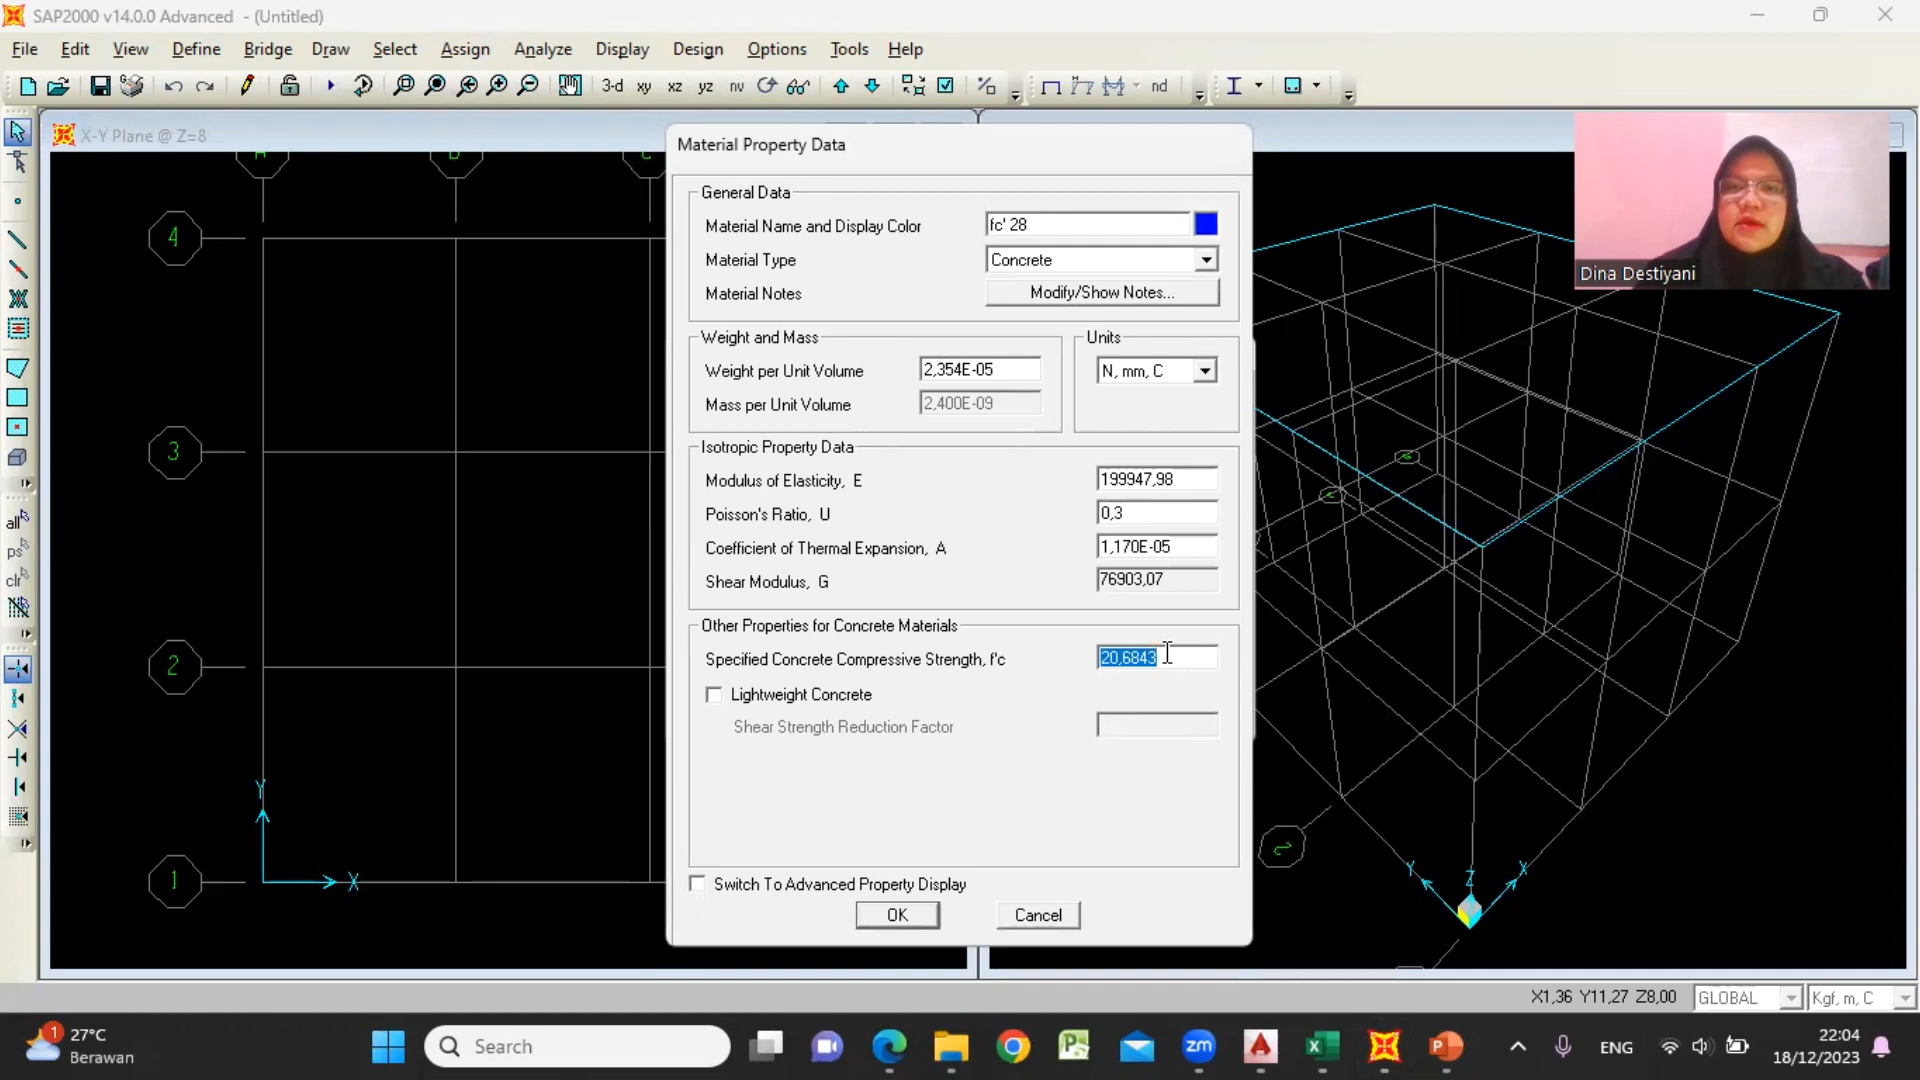 SAP2000 v14.0.0 Advanced - (Untitled)
File Edit View Define Bridge Draw Select Assign Analyze Display Design Options Tools Help
3-d xy xz yz nv nd
X-Y Plane @ Z=8
Material Property Data
General Data
Material Name and Display Color fc' 28
Material Type Concrete
Material Notes Modify/Show Notes...
Weight and Mass
Units
Weight per Unit Volume 2,354E-05
N, mm, C
Mass per Unit Volume 2,400E-09
Isotropic Property Data
Modulus of Elasticity, E 199947,98
Poisson's Ratio, U 0,3
Coefficient of Thermal Expansion, A 1,170E-05
Shear Modulus, G 76903,07
Other Properties for Concrete Materials
Specified Concrete Compressive Strength, f'c 20,6843
Lightweight Concrete
Shear Strength Reduction Factor
Switch To Advanced Property Display
OK Cancel
4
3
2
1
Y
X
all
ps
clr
Dina Destiyani
Y Z X
X1,36 Y11,27 Z8,00 GLOBAL Kgf, m, C
1
27°C
Berawan
Search
zm
ENG
22:04
18/12/2023